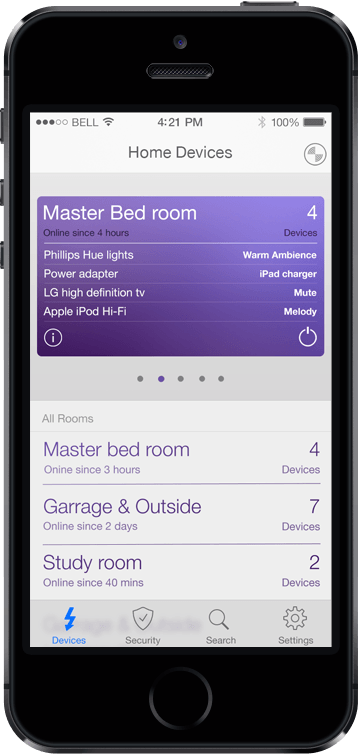 BELL 4:21 PM 100%
Home Devices
Master Bed room 4
Online since 4 hours Devices
Phillips Hue lights Warm Ambience
Power adapter iPad charger
LG high definition tv Mute
Apple iPod Hi-Fi Melody
All Rooms
Master bed room 4
Onine since 3 hours Devices
Garrage & Outside 7
Online since 2 days Devices
Study room 2
Online since 40 mins Devices
Garrage & Outside
Devices Security Search Settings